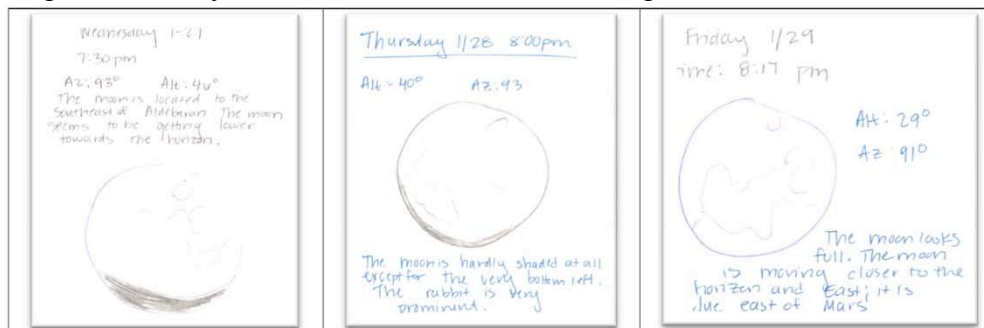 Wednesday 1-27
7:30 pm
Az: 93° Alt: 40°
The moon is located to the
Southeast of Aldebaran. The moon
seems to be getting lower
towards the horizon.
Thursday 1/28 8:00pm
Alt = 40° AZ: 93
The moon is hardly shaded at all
except for the very bottom left.
The rabbit is very
prominent.
Friday 1/29
ime: 8:17 pm
Alt: 29°
AZ 91°
The moon looks
full. The moon
is moving closer to the
horizon and East; it is
due east of Mars